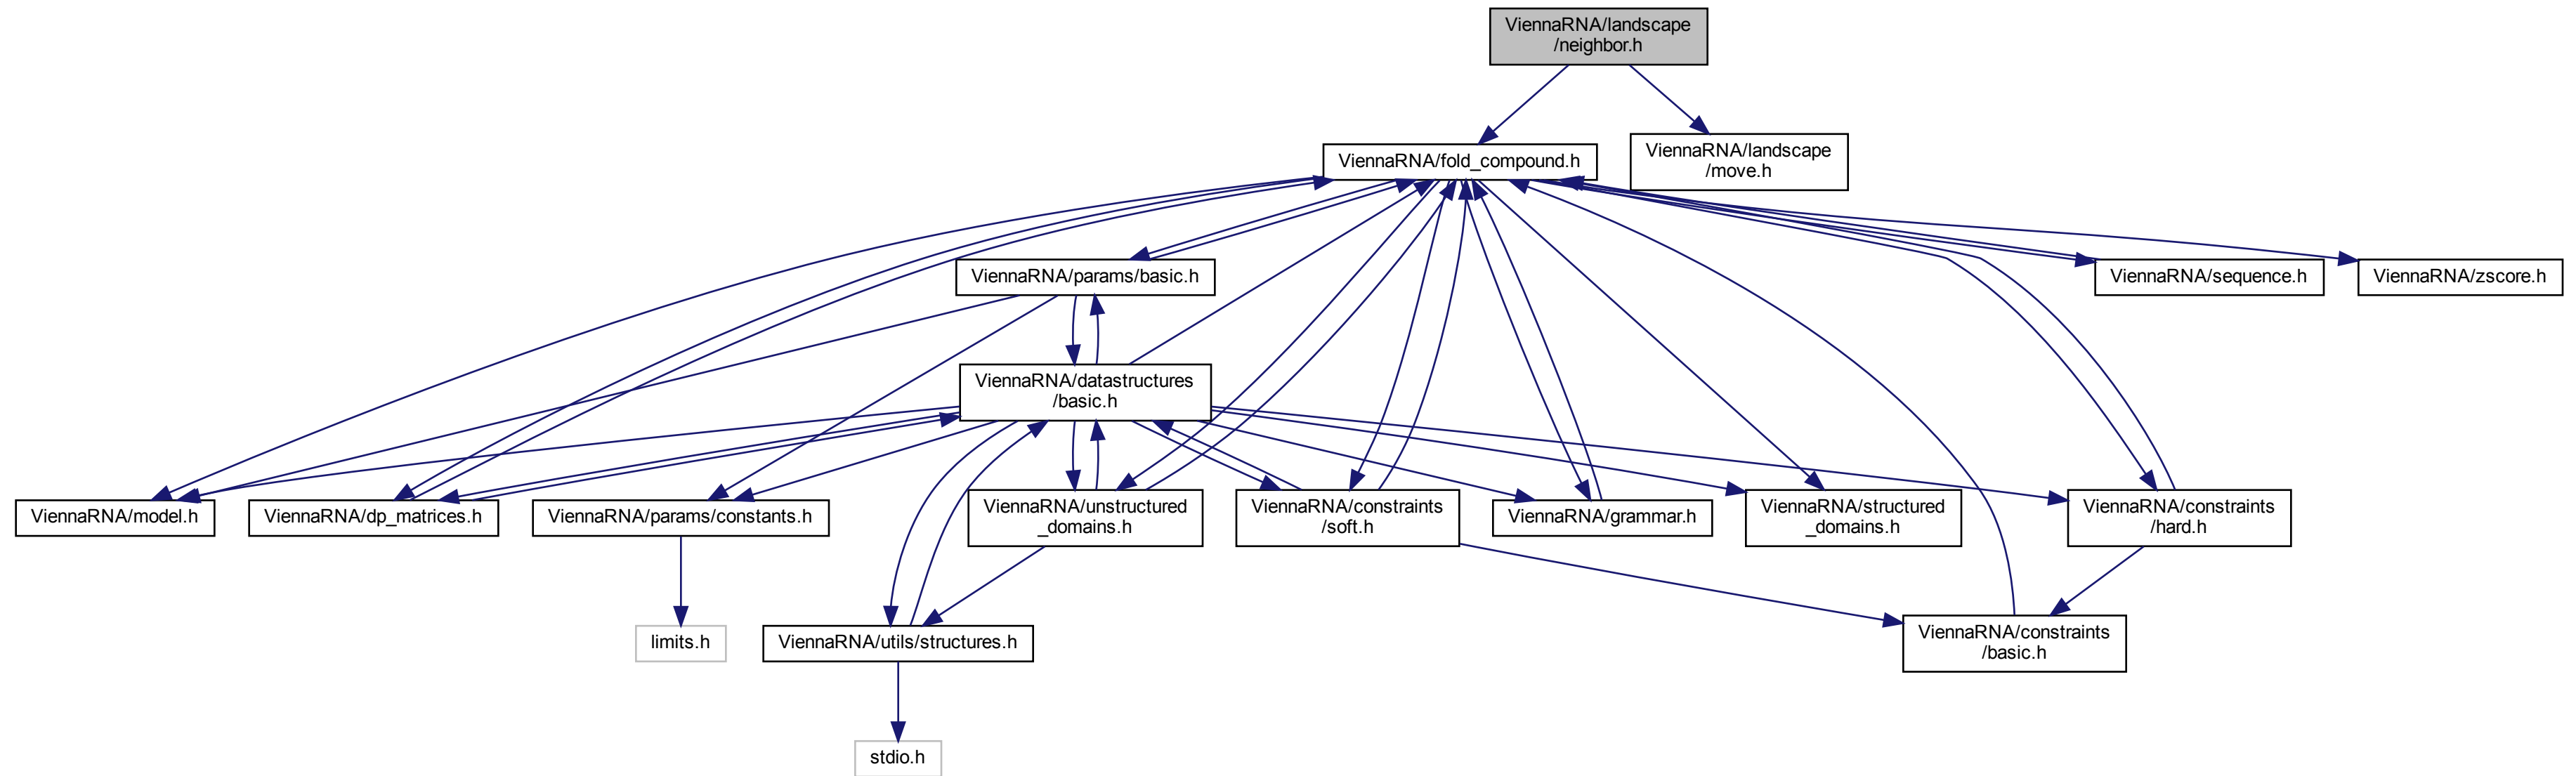 ViennaRNA/landscape
/neighbor.h
ViennaRNA/fold_compound.h
ViennaRNA/landscape
/move.h
ViennaRNA/params/basic.h
ViennaRNA/sequence.h
ViennaRNA/zscore.h
ViennaRNA/datastructures
/basic.h
ViennaRNA/model.h
ViennaRNA/dp_matrices.h
ViennaRNA/params/constants.h
ViennaRNA/unstructured
_domains.h
ViennaRNA/constraints
/soft.h
ViennaRNA/grammar.h
ViennaRNA/structured
_domains.h
ViennaRNA/constraints
/hard.h
limits.h
ViennaRNA/utils/structures.h
ViennaRNA/constraints
/basic.h
stdio.h